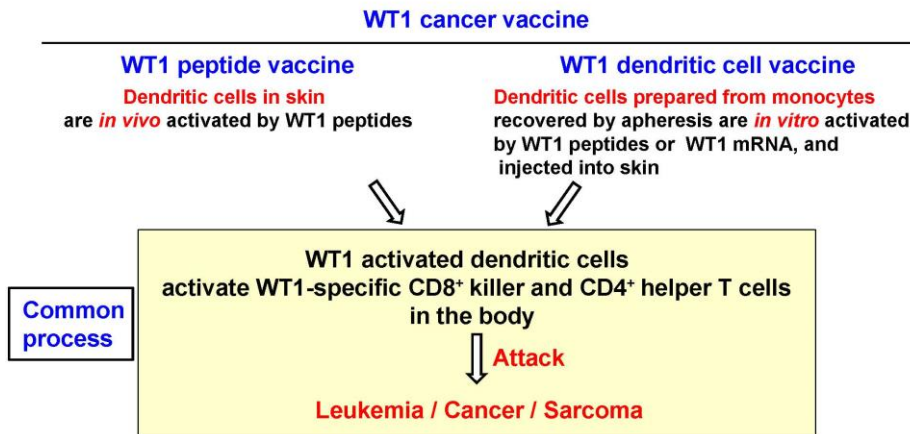 WT1 cancer vaccine
WT1 peptide vaccine
Dendritic cells in skin
are in vivo activated by WT1 peptides
WT1 dendritic cell vaccine
Dendritic cells prepared from monocytes
recovered by apheresis are in vitro activated
by WT1 peptides or WT1 mRNA, and
injected into skin
Common
process
WT1 activated dendritic cells
activate WT1-specific CD8⁺ killer and CD4⁺ helper T cells
in the body
Attack
Leukemia / Cancer / Sarcoma